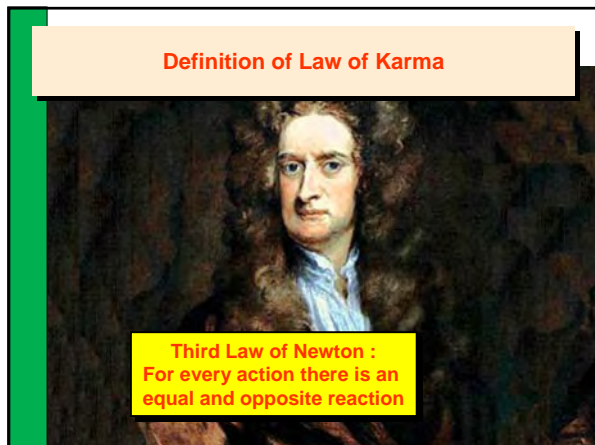 Definition of Law of Karma
Third Law of Newton :
For every action there is an
equal and opposite reaction